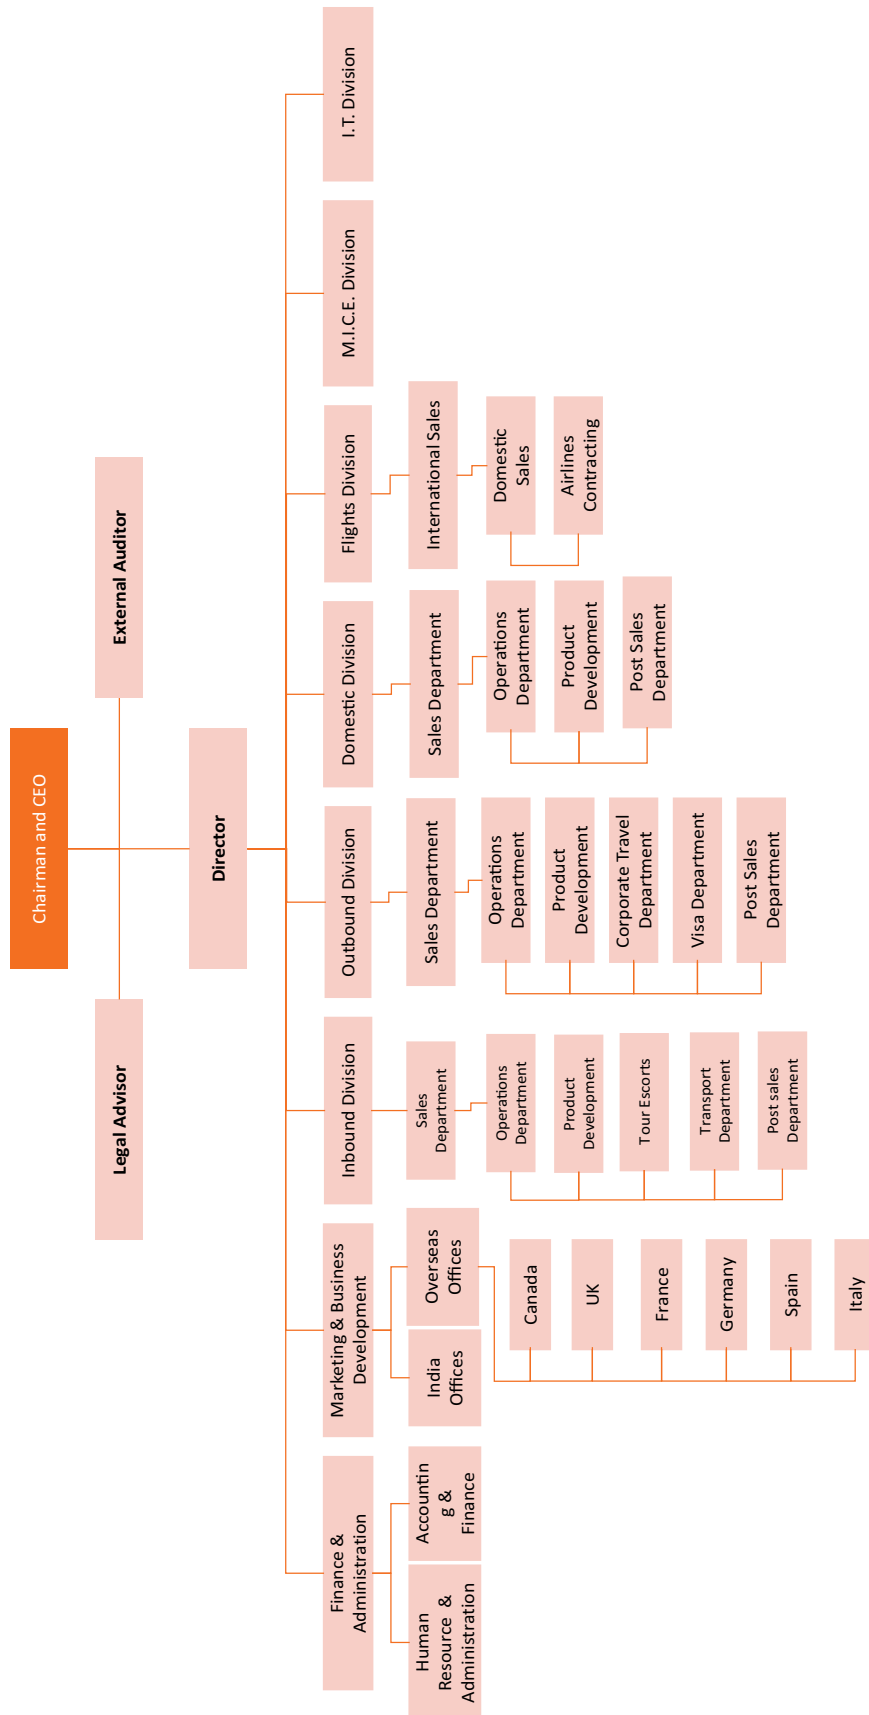 Chairman and CEO
Legal Advisor
External Auditor
Director
Finance &
Administration
Marketing & Business
Development
Inbound Division
Outbound Division
Domestic Division
Flights Division
M.I.C.E. Division
I.T. Division
Human
Resource &
Administration
Accountin
g &
Finance
India
Offices
Overseas
Offices
Canada
UK
France
Germany
Spain
Italy
Sales
Department
Operations
Department
Product
Development
Tour Escorts
Transport
Department
Post sales
Department
Sales Department
Operations
Department
Product
Development
Corporate Travel
Department
Visa Department
Post Sales
Department
Sales Department
Operations
Department
Product
Development
Post Sales
Department
International Sales
Domestic
Sales
Airlines
Contracting